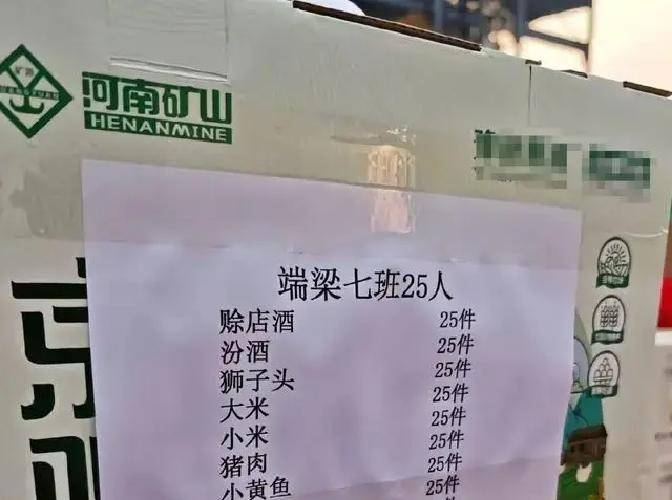 河南矿山
HENANMINE
端梁七班25人
赊店酒 25件
汾酒 25件
狮子头 25件
大米 25件
小米 25件
猪肉 25件
小黄鱼 25件